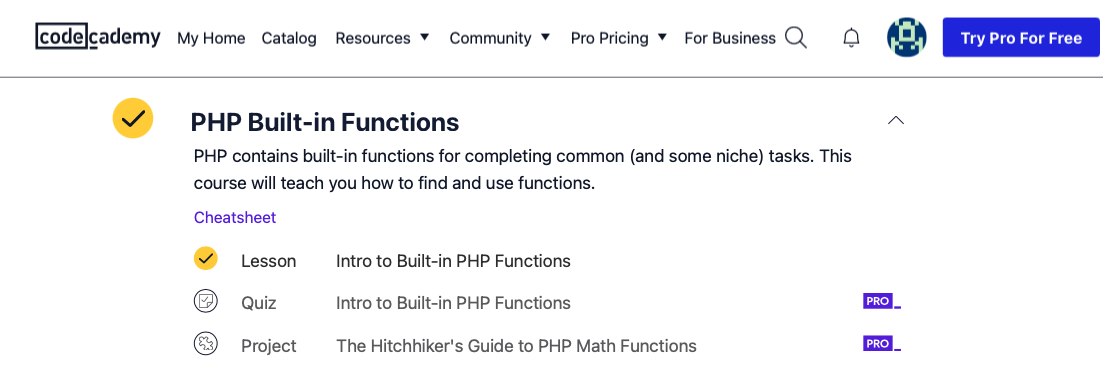 codecademy My Home Catalog Resources Community Pro Pricing For Business Try Pro For Free
PHP Built-in Functions
PHP contains built-in functions for completing common (and some niche) tasks. This
course will teach you how to find and use functions.
Cheatsheet
Lesson Intro to Built-in PHP Functions
Quiz Intro to Built-in PHP Functions PRO
Project The Hitchhiker's Guide to PHP Math Functions PRO